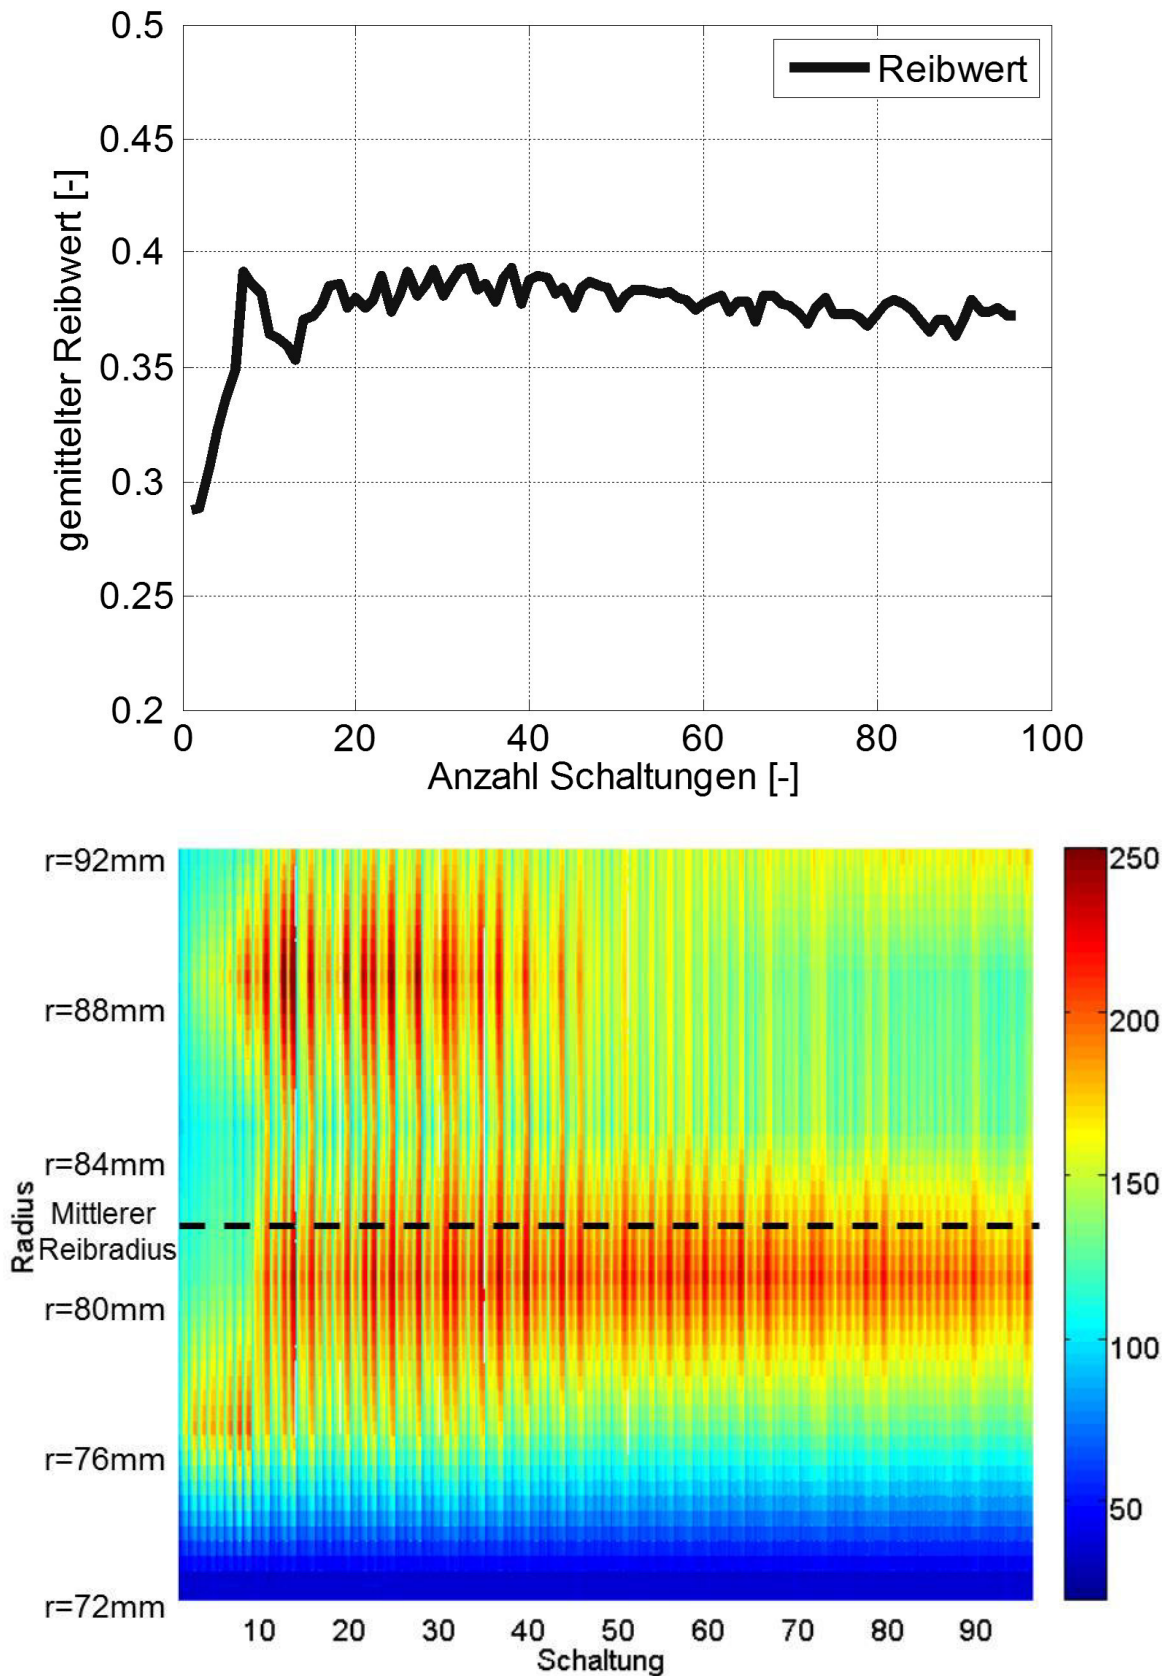 0.5
Reibwert
0.45
0.4
0.35
0.3
0.25
0.2
gemittelter Reibwert [-]
0 20 40 60 80 100
Anzahl Schaltungen [-]
r=92mm
r=88mm
r=84mm
Mittlerer
Reibradius
r=80mm
r=76mm
r=72mm
Radius
250
200
150
100
50
10 20 30 40 50 60 70 80 90
Schaltung